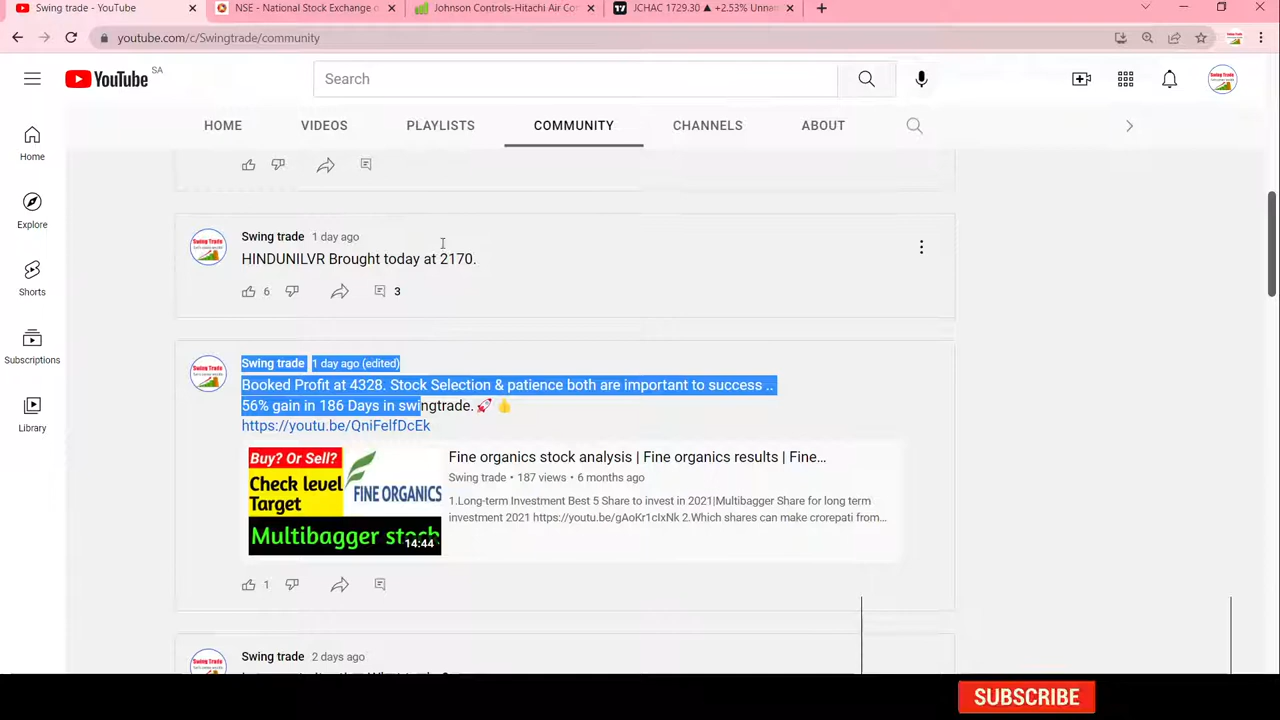 Swing trade - YouTube
NSE - National Stock Exchange o
Johnson Controls-Hitachi Air Con
JCHAC 1729.30 ▲ +2.53% Unnam
youtube.com/c/Swingtrade/community
YouTube SA
Search
HOME
VIDEOS
PLAYLISTS
COMMUNITY
CHANNELS
ABOUT
Home
Explore
Shorts
Subscriptions
Library
Swing trade 1 day ago
HINDUNILVR Brought today at 2170.
6
3
Swing trade 1 day ago (edited)
Booked Profit at 4328. Stock Selection & patience both are important to success ..
56% gain in 186 Days in swingtrade. 🚀 👍
https://youtu.be/QniFelfDcEk
Buy? Or Sell?
Check level
Target
FINE ORGANICS
Multibagger stock
14:44
Fine organics stock analysis | Fine organics results | Fine...
Swing trade • 187 views • 6 months ago
1.Long-term Investment Best 5 Share to invest in 2021|Multibagger Share for long term
investment 2021 https://youtu.be/gAoKr1cIxNk 2.Which shares can make crorepati from...
1
Swing trade 2 days ago
SUBSCRIBE